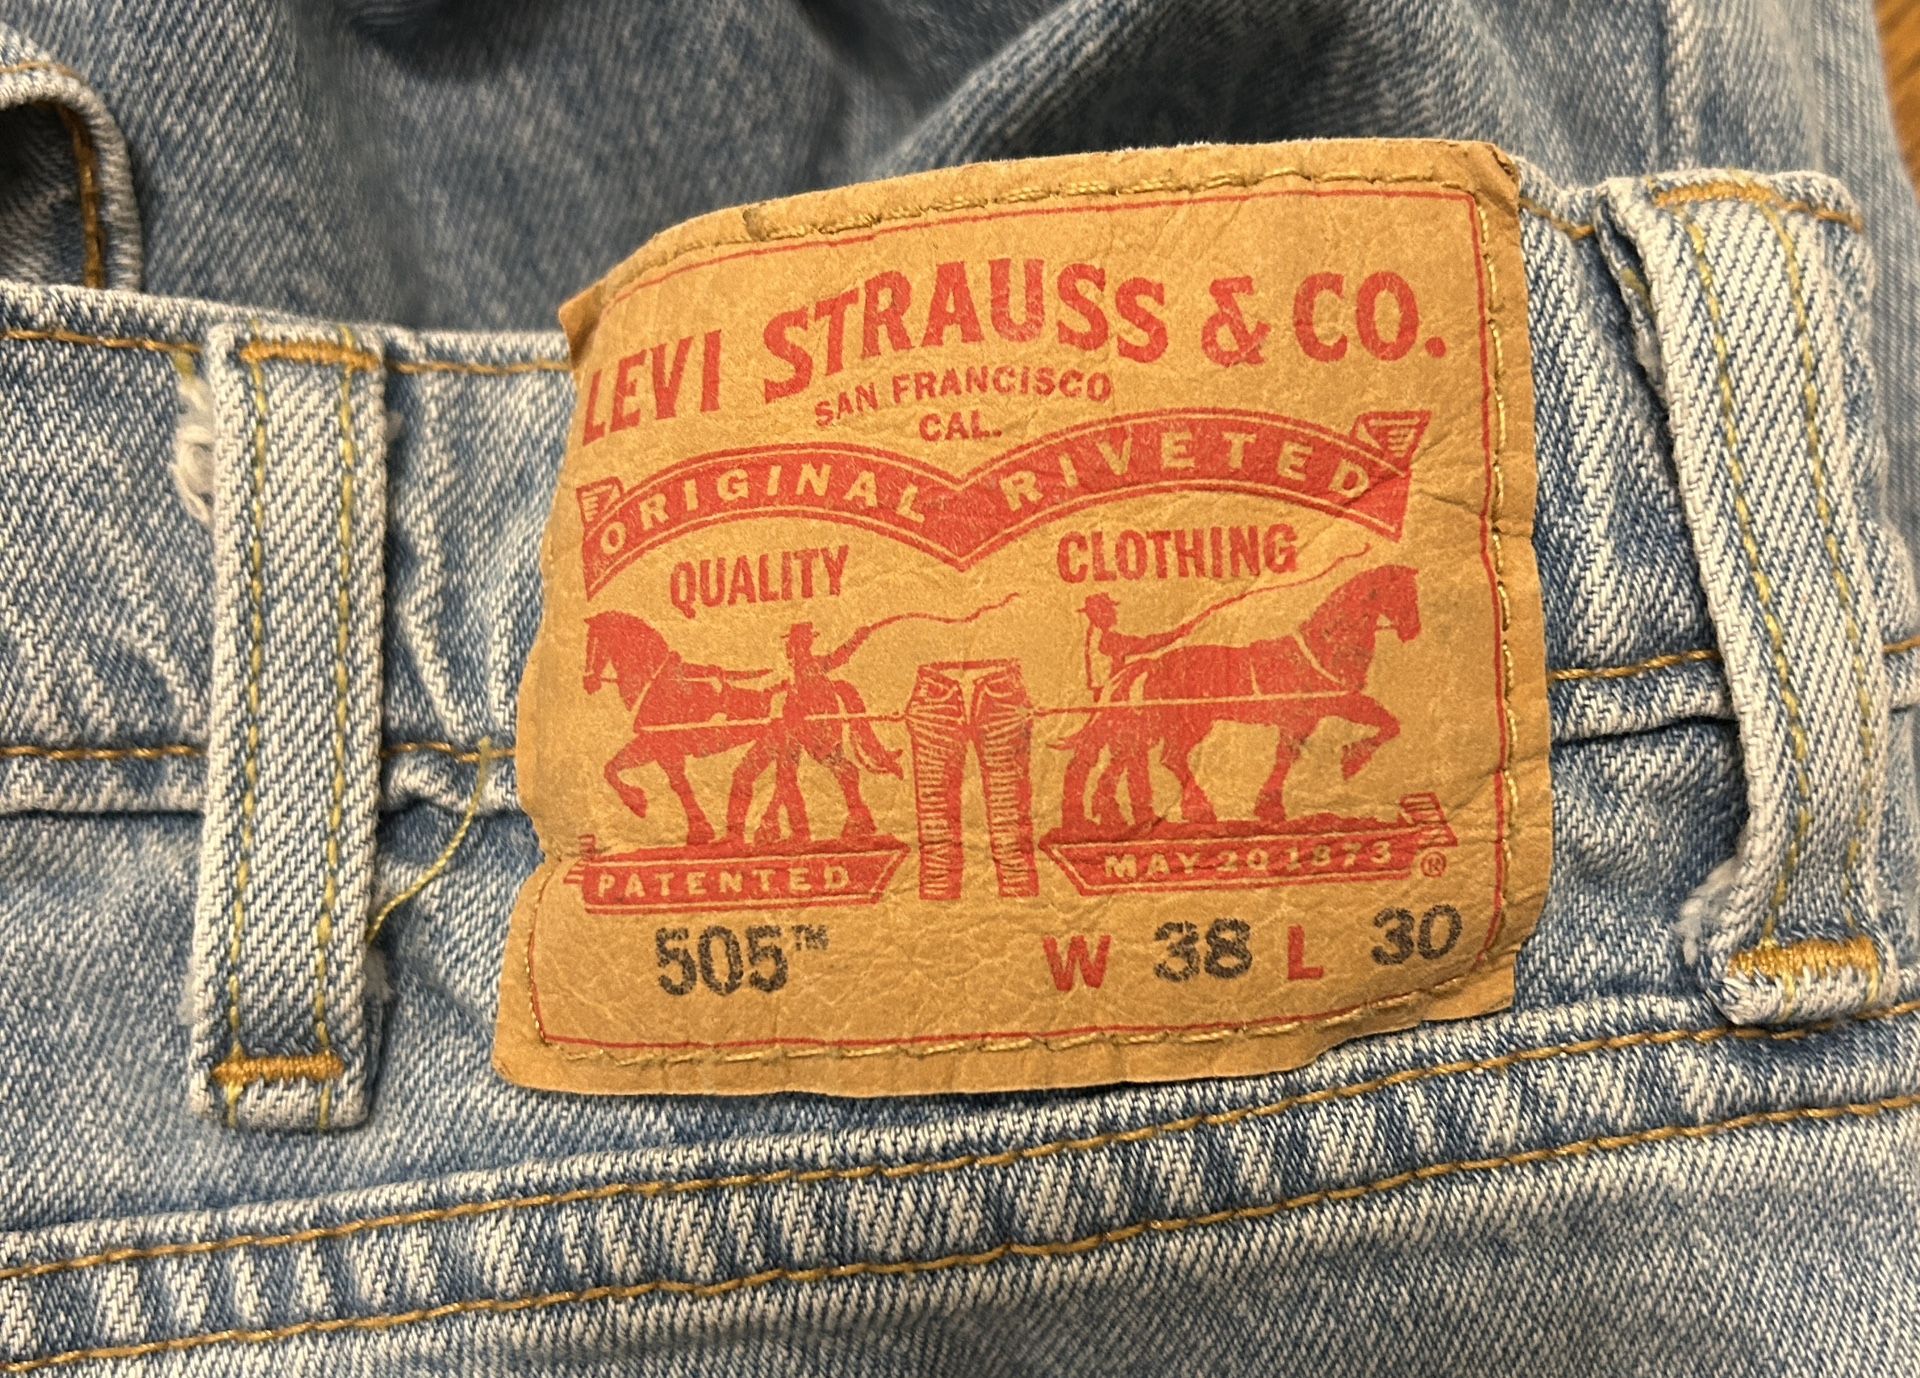 LEVI STRAUSS & CO.
SAN FRANCISCO
CAL.
ORIGINAL RIVETED
QUALITY CLOTHING
PATENTED MAY 20 1873 ®
505™ W 38 L 30